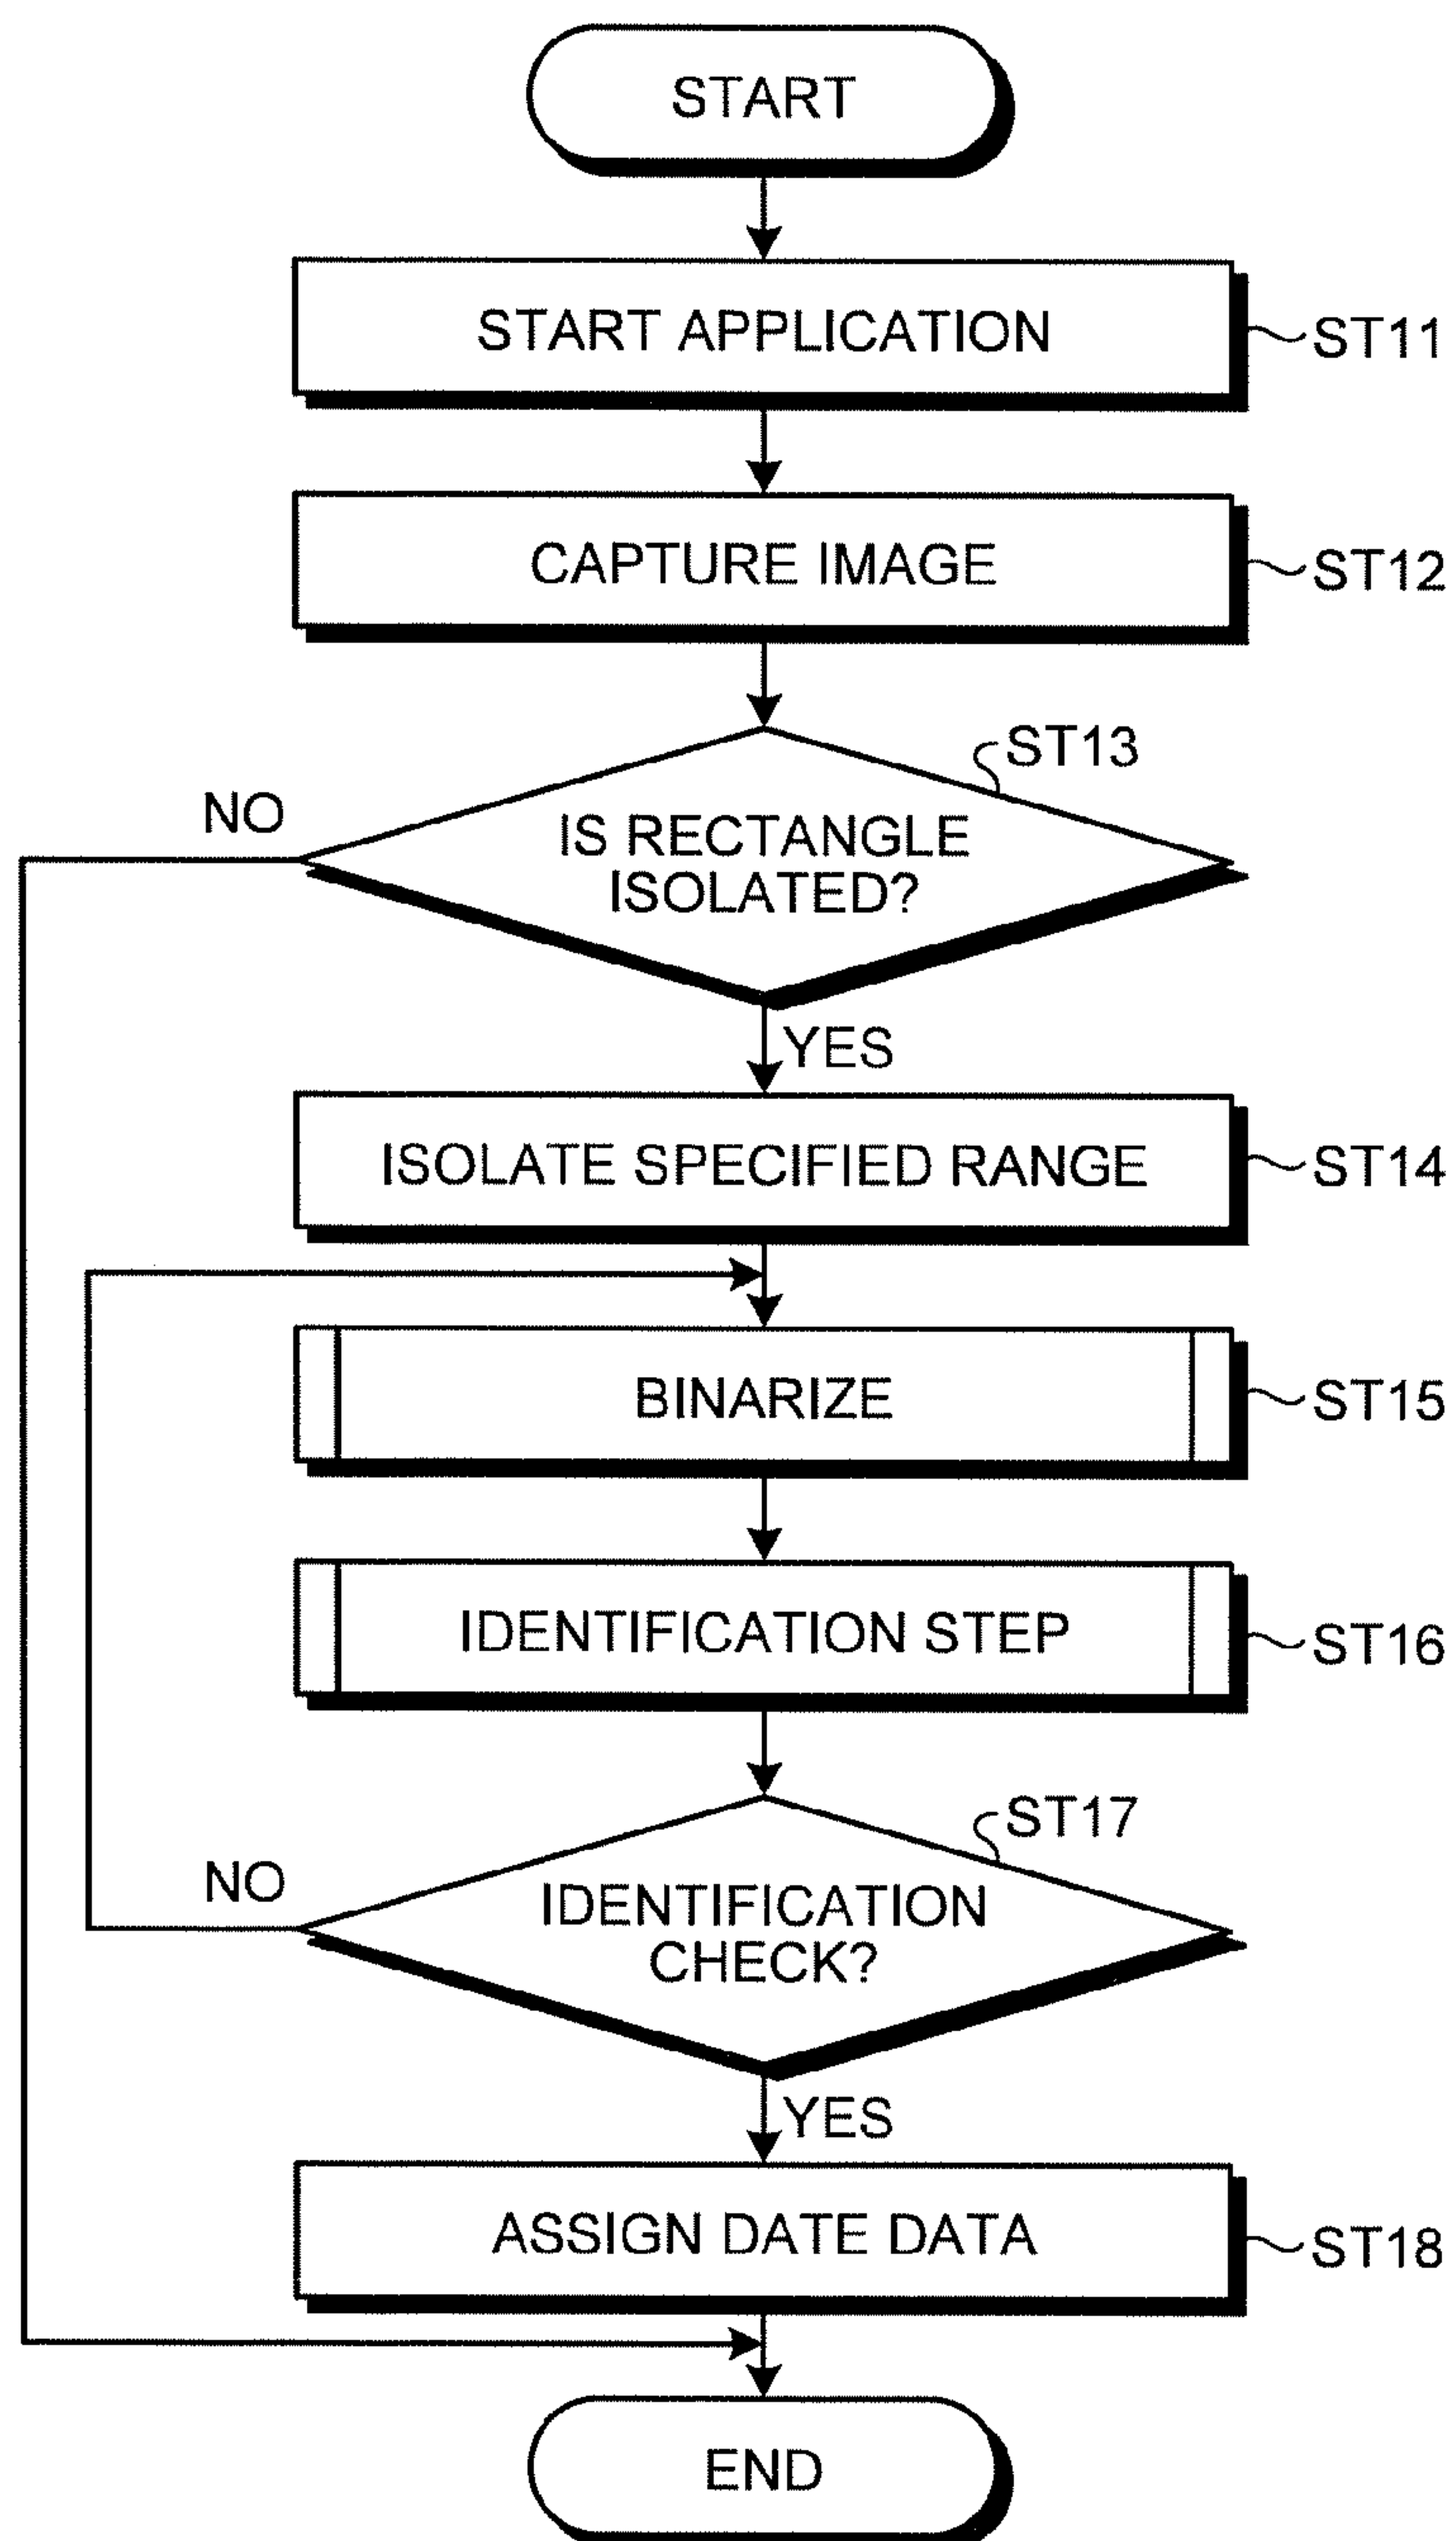 START
START APPLICATION
ST11
CAPTURE IMAGE
ST12
ST13
NO
IS RECTANGLE
ISOLATED?
YES
ISOLATE SPECIFIED RANGE
ST14
BINARIZE
ST15
IDENTIFICATION STEP
ST16
ST17
NO
IDENTIFICATION
CHECK?
YES
ASSIGN DATE DATA
ST18
END